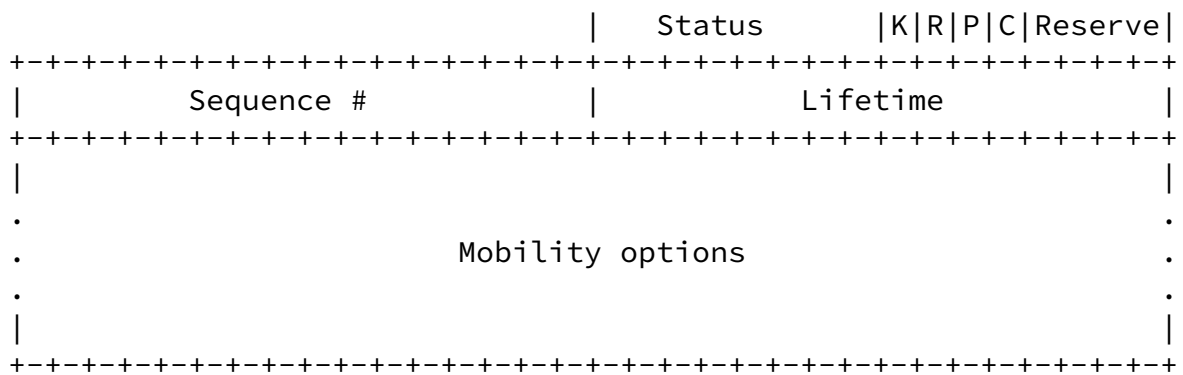 |   Status      |K|R|P|C|Reserve|
+-+-+-+-+-+-+-+-+-+-+-+-+-+-+-+-+-+-+-+-+-+-+-+-+-+-+-+-+-+-+-+-+
|         Sequence #            |           Lifetime            |
+-+-+-+-+-+-+-+-+-+-+-+-+-+-+-+-+-+-+-+-+-+-+-+-+-+-+-+-+-+-+-+-+
|                                                               |
.                                                               .
.                        Mobility options                       .
.                                                               .
|                                                               |
+-+-+-+-+-+-+-+-+-+-+-+-+-+-+-+-+-+-+-+-+-+-+-+-+-+-+-+-+-+-+-+-+